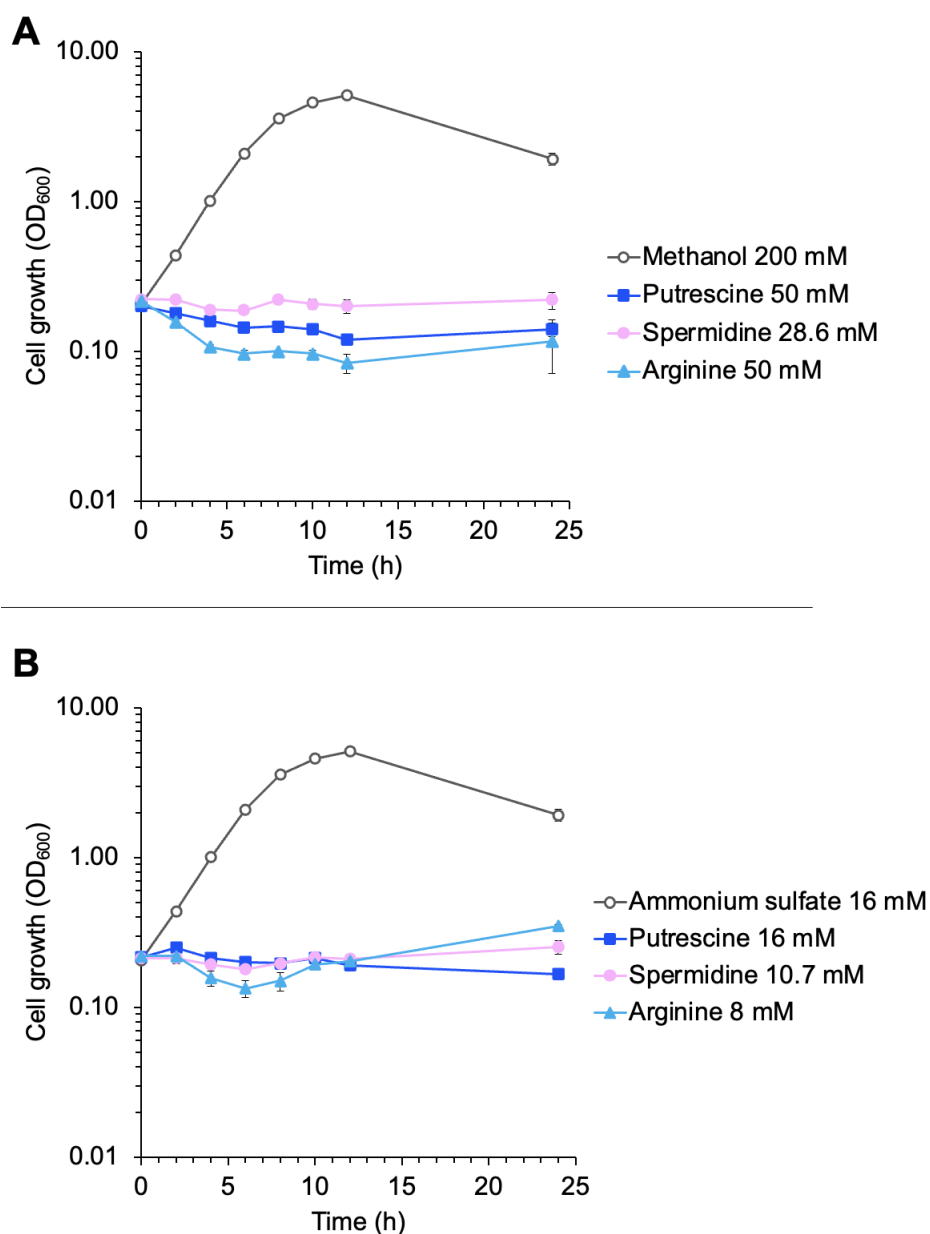 A
10.00
1.00
0.10
0.01
Cell growth (OD600)
0 5 10 15 20 25
Time (h)
Methanol 200 mM
Putrescine 50 mM
Spermidine 28.6 mM
Arginine 50 mM
B
10.00
1.00
0.10
0.01
Cell growth (OD600)
0 5 10 15 20 25
Time (h)
Ammonium sulfate 16 mM
Putrescine 16 mM
Spermidine 10.7 mM
Arginine 8 mM